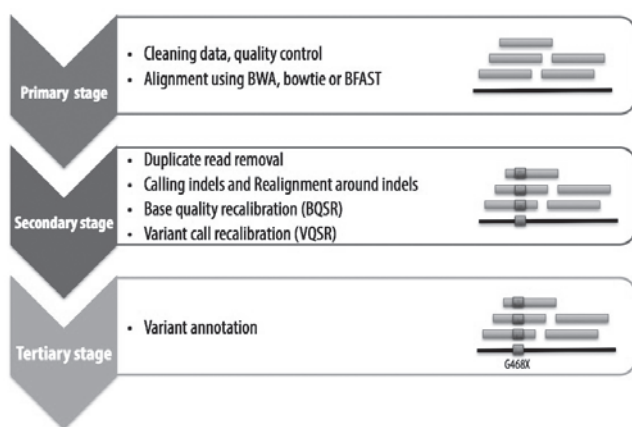 Primary stage
• Cleaning data, quality control
• Alignment using BWA, bowtie or BFAST
Secondary stage
• Duplicate read removal
• Calling indels and Realignment around indels
• Base quality recalibration (BQSR)
• Variant call recalibration (VQSR)
Tertiary stage
• Variant annotation
G468X